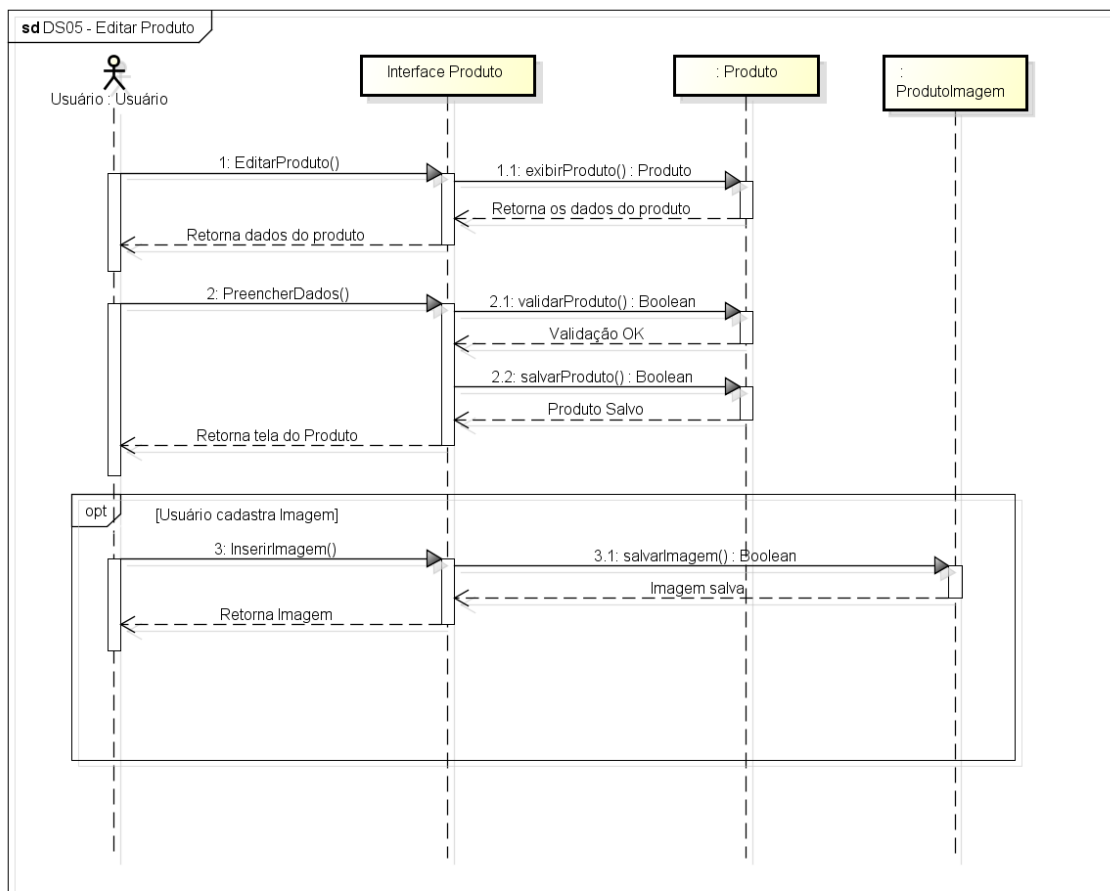 sd DS05 - Editar Produto
Usuário : Usuário
Interface Produto
: Produto
:
ProdutoImagem
1: EditarProduto()
1.1: exibirProduto() : Produto
Retorna os dados do produto
Retorna dados do produto
2: PreencherDados()
2.1: validarProduto() : Boolean
Validação OK
2.2: salvarProduto() : Boolean
Produto Salvo
Retorna tela do Produto
opt
[Usuário cadastra Imagem]
3: InserirImagem()
3.1: salvarImagem() : Boolean
Imagem salva
Retorna Imagem